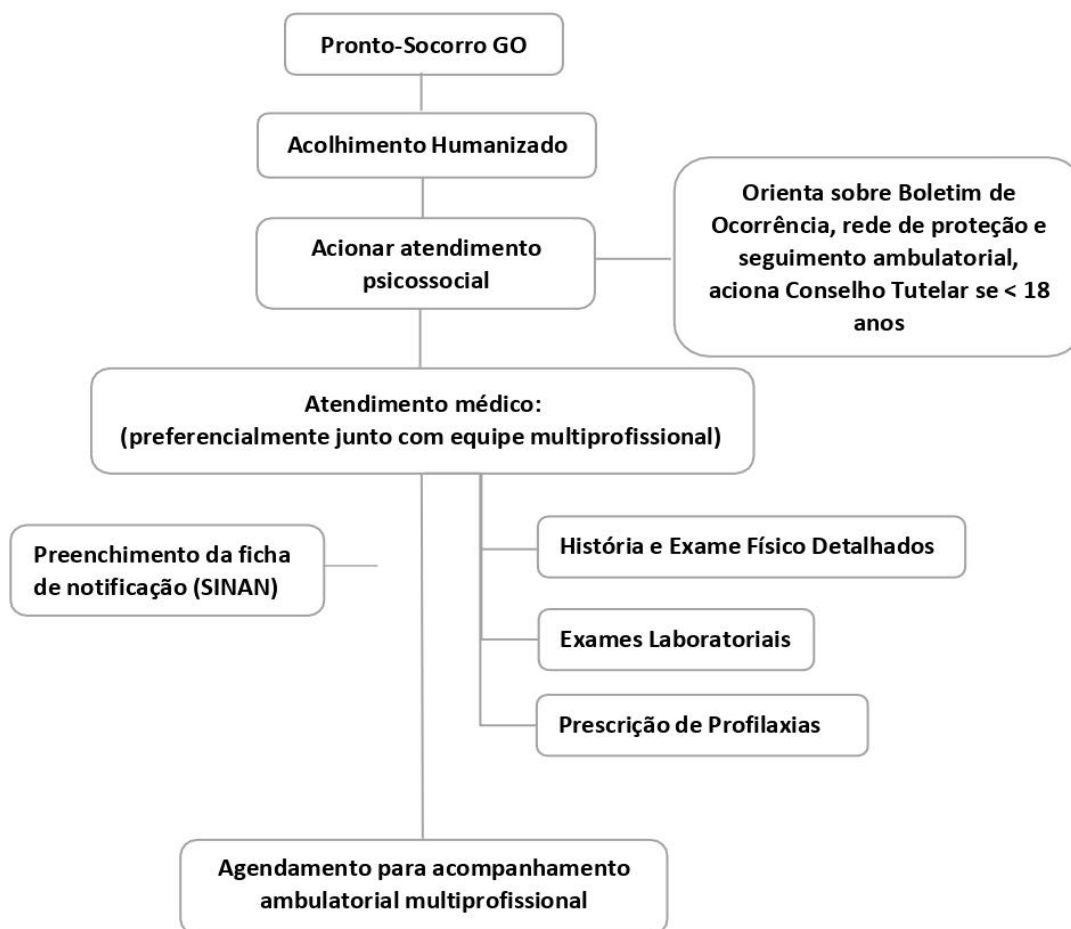 Pronto-Socorro GO
Acolhimento Humanizado
Acionar atendimento
psicossocial
Orienta sobre Boletim de
Ocorrência, rede de proteção e
seguimento ambulatorial,
aciona Conselho Tutelar se < 18
anos
Atendimento médico:
(preferencialmente junto com equipe multiprofissional)
Preenchimento da ficha
de notificação (SINAN)
História e Exame Físico Detalhados
Exames Laboratoriais
Prescrição de Profilaxias
Agendamento para acompanhamento
ambulatorial multiprofissional